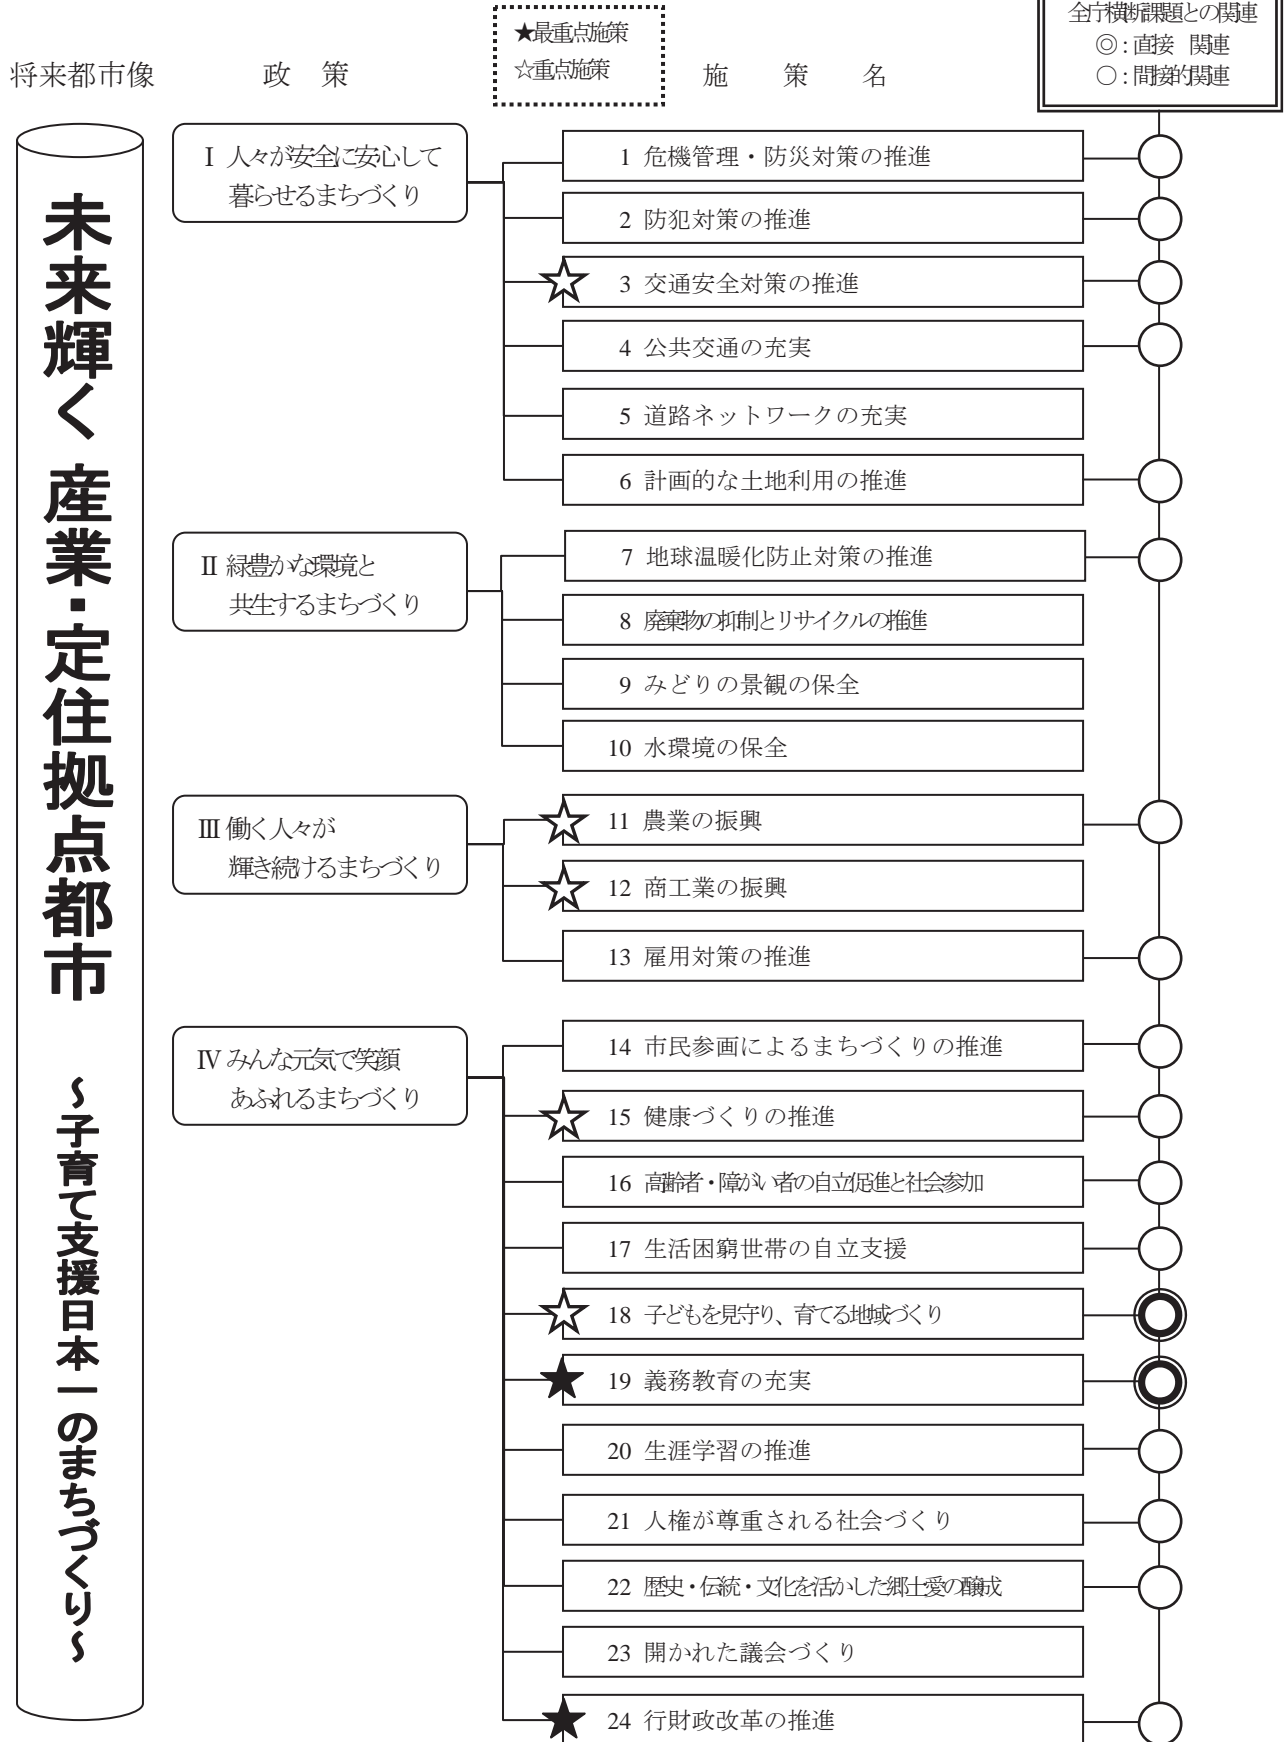 全庁横断課題との関連
◎：直接　関連
○：間接的関連
★最重点施策
☆重点施策
将来都市像
政　策
施　策　名
未来輝く 産業・定住拠点都市
～子育て支援日本一のまちづくり～
Ⅰ 人々が安全に安心して
暮らせるまちづくり
1 危機管理・防災対策の推進
2 防犯対策の推進
3 交通安全対策の推進
4 公共交通の充実
5 道路ネットワークの充実
6 計画的な土地利用の推進
Ⅱ 緑豊かな環境と
共生するまちづくり
7 地球温暖化防止対策の推進
8 廃棄物の抑制とリサイクルの推進
9 みどりの景観の保全
10 水環境の保全
Ⅲ 働く人々が
輝き続けるまちづくり
11 農業の振興
12 商工業の振興
13 雇用対策の推進
Ⅳ みんな元気で笑顔
あふれるまちづくり
14 市民参画によるまちづくりの推進
15 健康づくりの推進
16 高齢者・障がい者の自立促進と社会参加
17 生活困窮世帯の自立支援
18 子どもを見守り、育てる地域づくり
19 義務教育の充実
20 生涯学習の推進
21 人権が尊重される社会づくり
22 歴史・伝統・文化を活かした郷土愛の醸成
23 開かれた議会づくり
24 行財政改革の推進